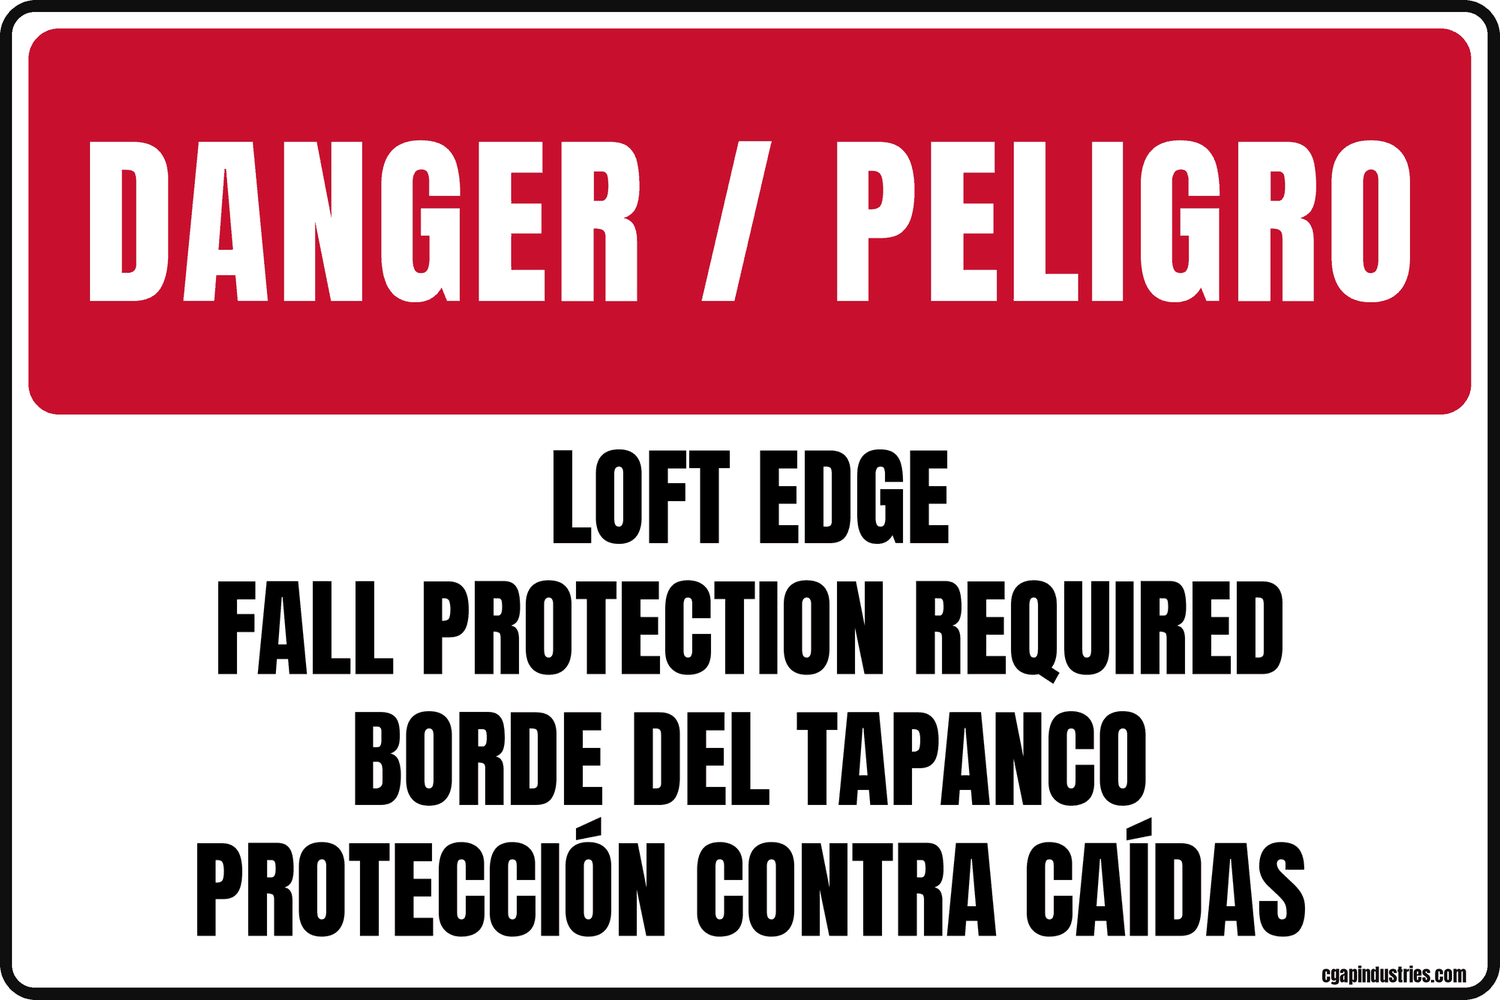 DANGER / PELIGRO
LOFT EDGE
FALL PROTECTION REQUIRED
BORDE DEL TAPANCO
PROTECCIÓN CONTRA CAÍDAS
cgapindustries.com